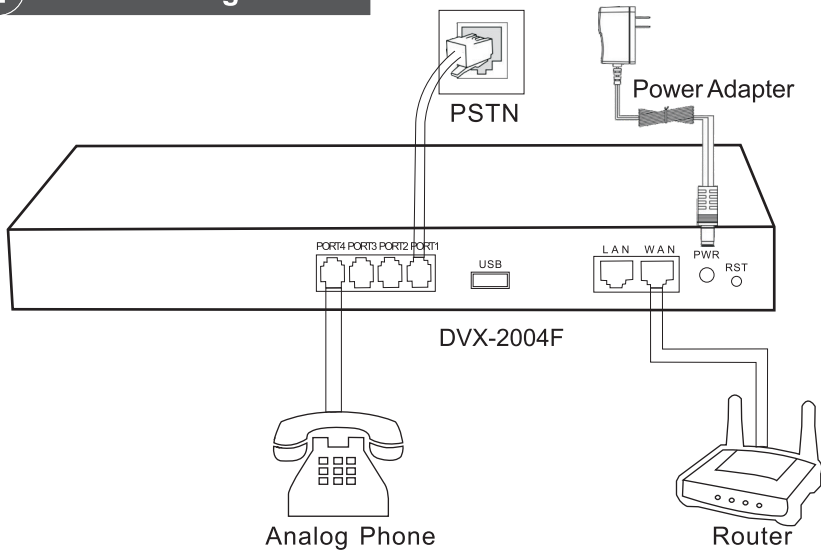 PSTN
Power Adapter
PORT4 PORT3 PORT2 PORT1
USB
LAN WAN
PWR
RST
DVX-2004F
Analog Phone
Router